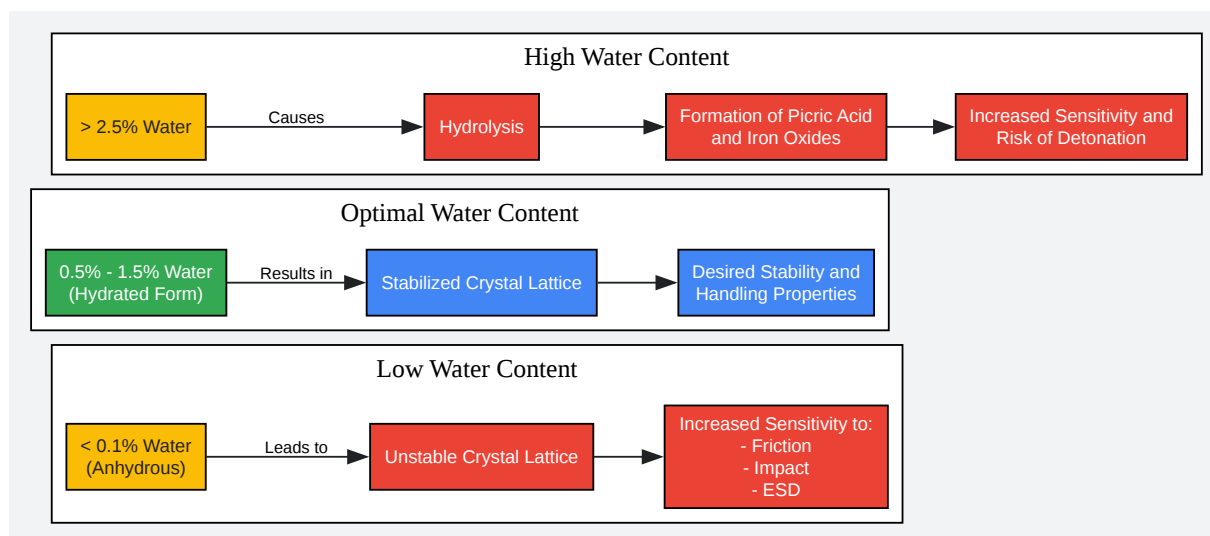 High Water Content
> 2.5% Water
Causes
Hydrolysis
Formation of Picric Acid
and Iron Oxides
Increased Sensitivity and
Risk of Detonation
Optimal Water Content
0.5% - 1.5% Water
(Hydrated Form)
Results in
Stabilized Crystal Lattice
Desired Stability and
Handling Properties
Low Water Content
< 0.1% Water
(Anhydrous)
Leads to
Unstable Crystal Lattice
Increased Sensitivity to:
- Friction
- Impact
- ESD